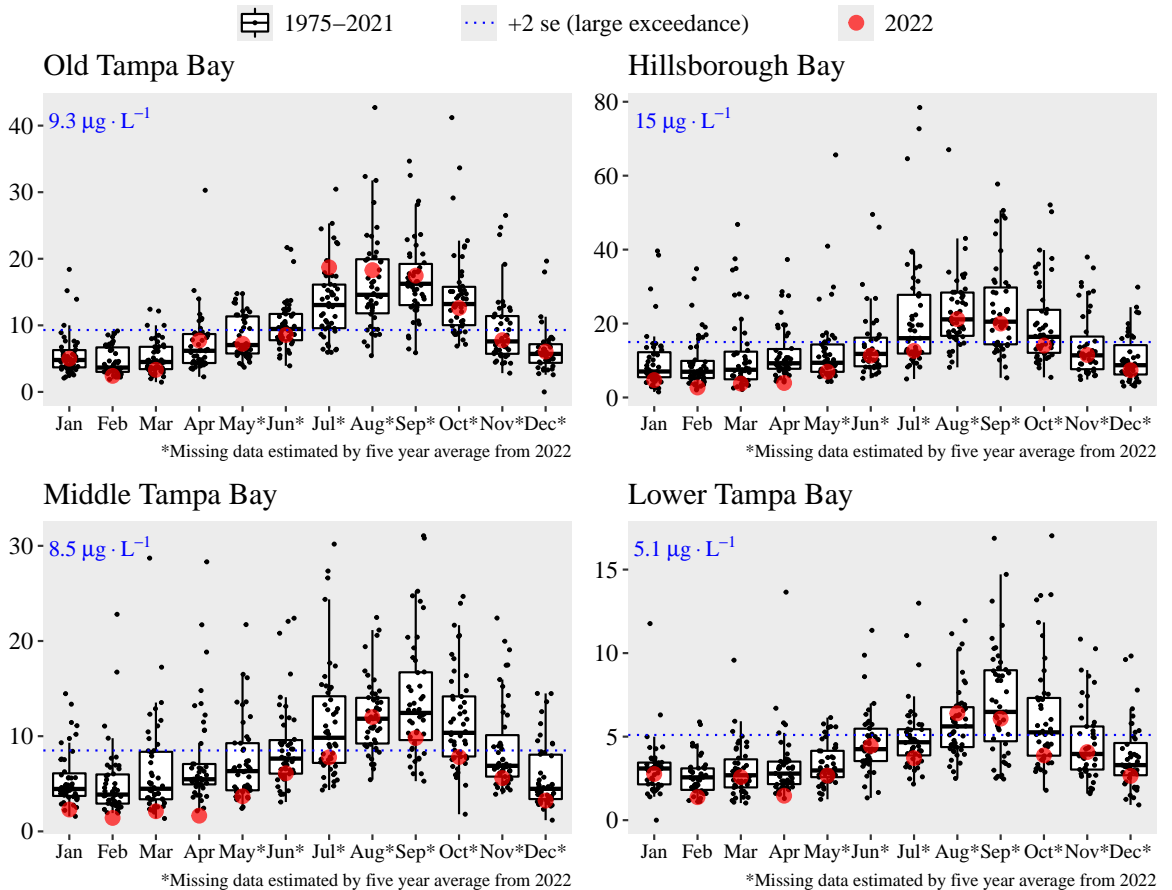 1975–2021 +2 se (large exceedance) 2022
Old Tampa Bay
9.3 μg · L⁻¹
40
30
20
10
0
Jan Feb Mar Apr May* Jun* Jul* Aug* Sep* Oct* Nov* Dec*
*Missing data estimated by five year average from 2022
Hillsborough Bay
15 μg · L⁻¹
80
60
40
20
0
Jan Feb Mar Apr May* Jun* Jul* Aug* Sep* Oct* Nov* Dec*
*Missing data estimated by five year average from 2022
Middle Tampa Bay
8.5 μg · L⁻¹
30
20
10
0
Jan Feb Mar Apr May* Jun* Jul* Aug* Sep* Oct* Nov* Dec*
*Missing data estimated by five year average from 2022
Lower Tampa Bay
5.1 μg · L⁻¹
15
10
5
0
Jan Feb Mar Apr May* Jun* Jul* Aug* Sep* Oct* Nov* Dec*
*Missing data estimated by five year average from 2022